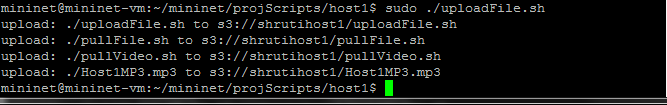 mininet@mininet-vm:~/mininet/projScripts/host1$ sudo ./uploadFile.sh
upload: ./uploadFile.sh to s3://shrutihost1/uploadFile.sh
upload: ./pullFile.sh to s3://shrutihost1/pullFile.sh
upload: ./pullVideo.sh to s3://shrutihost1/pullVideo.sh
upload: ./Host1MP3.mp3 to s3://shrutihost1/Host1MP3.mp3
mininet@mininet-vm:~/mininet/projScripts/host1$